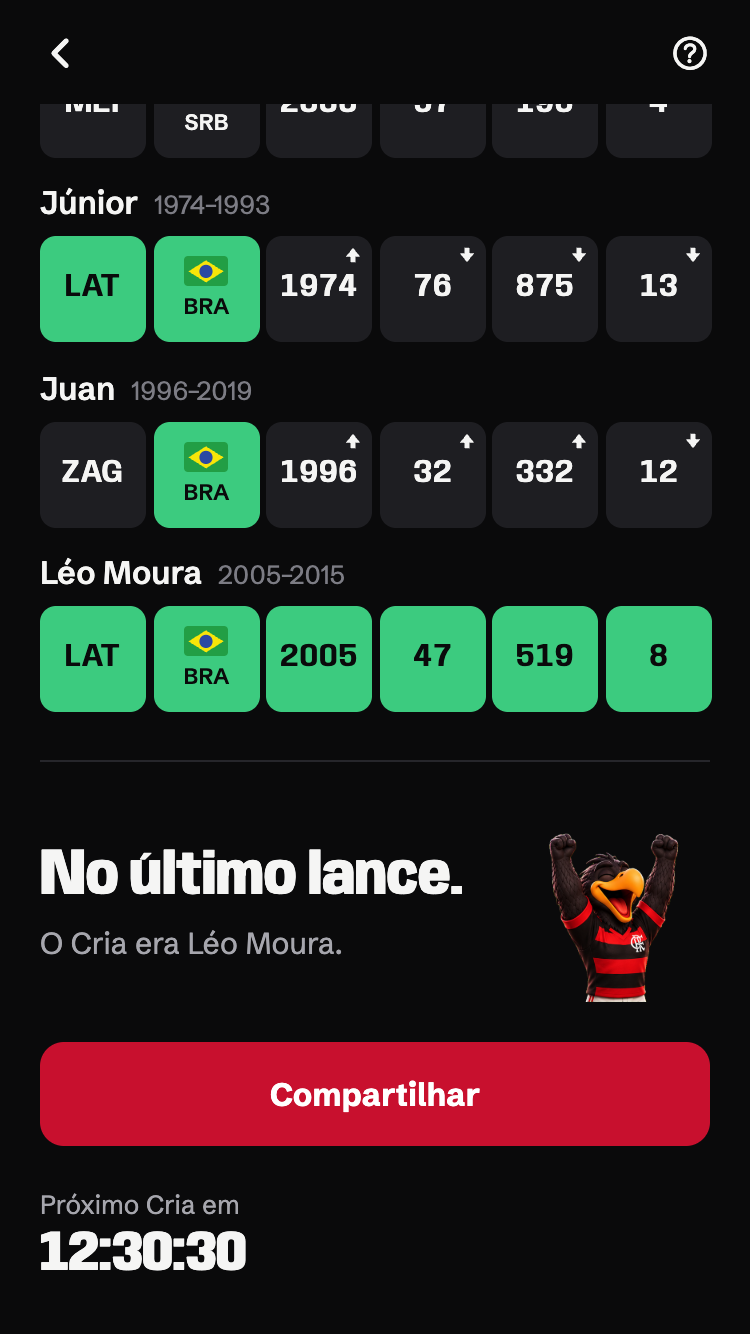 SRB
Júnior 1974-1993
LAT BRA 1974 76 875 13
Juan 1996-2019
ZAG BRA 1996 32 332 12
Léo Moura 2005-2015
LAT BRA 2005 47 519 8
No último lance.
O Cria era Léo Moura.
Compartilhar
Próximo Cria em
12:30:30